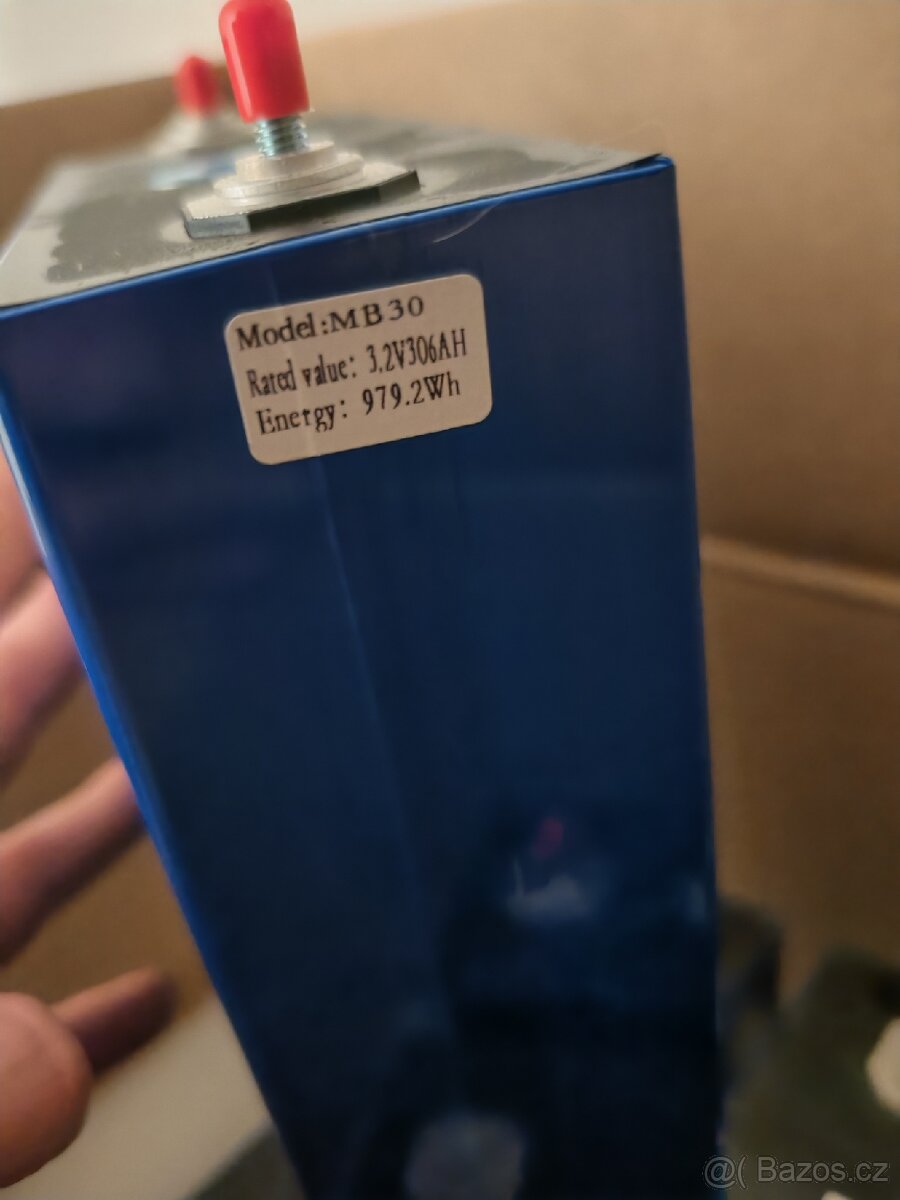 Model:MB30
Rated value: 3.2V306AH
Energy: 979.2Wh
@( Bazos.cz